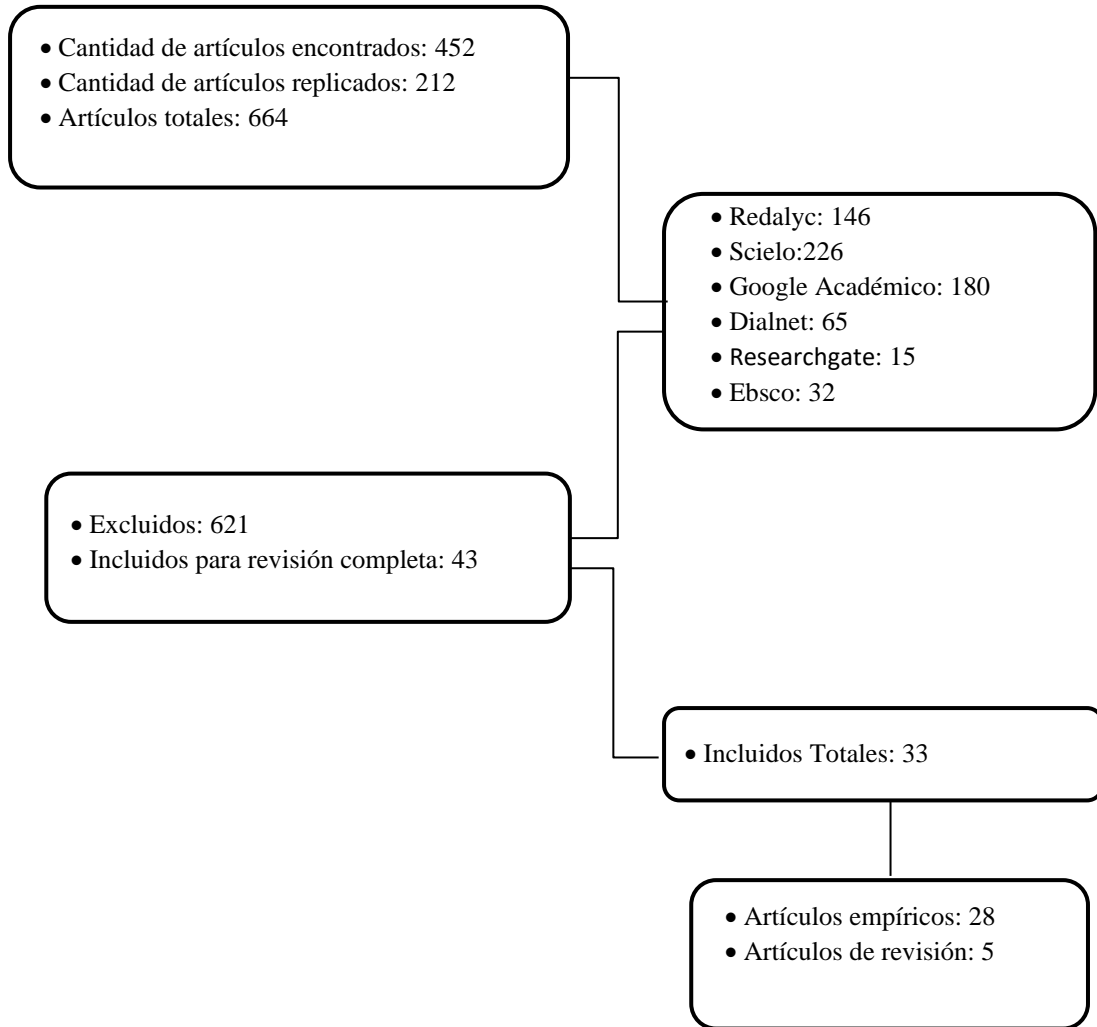 • Cantidad de artículos encontrados: 452
• Cantidad de artículos replicados: 212
• Artículos totales: 664
• Redalyc: 146
• Scielo:226
• Google Académico: 180
• Dialnet: 65
• Researchgate: 15
• Ebsco: 32
• Excluidos: 621
• Incluidos para revisión completa: 43
• Incluidos Totales: 33
• Artículos empíricos: 28
• Artículos de revisión: 5